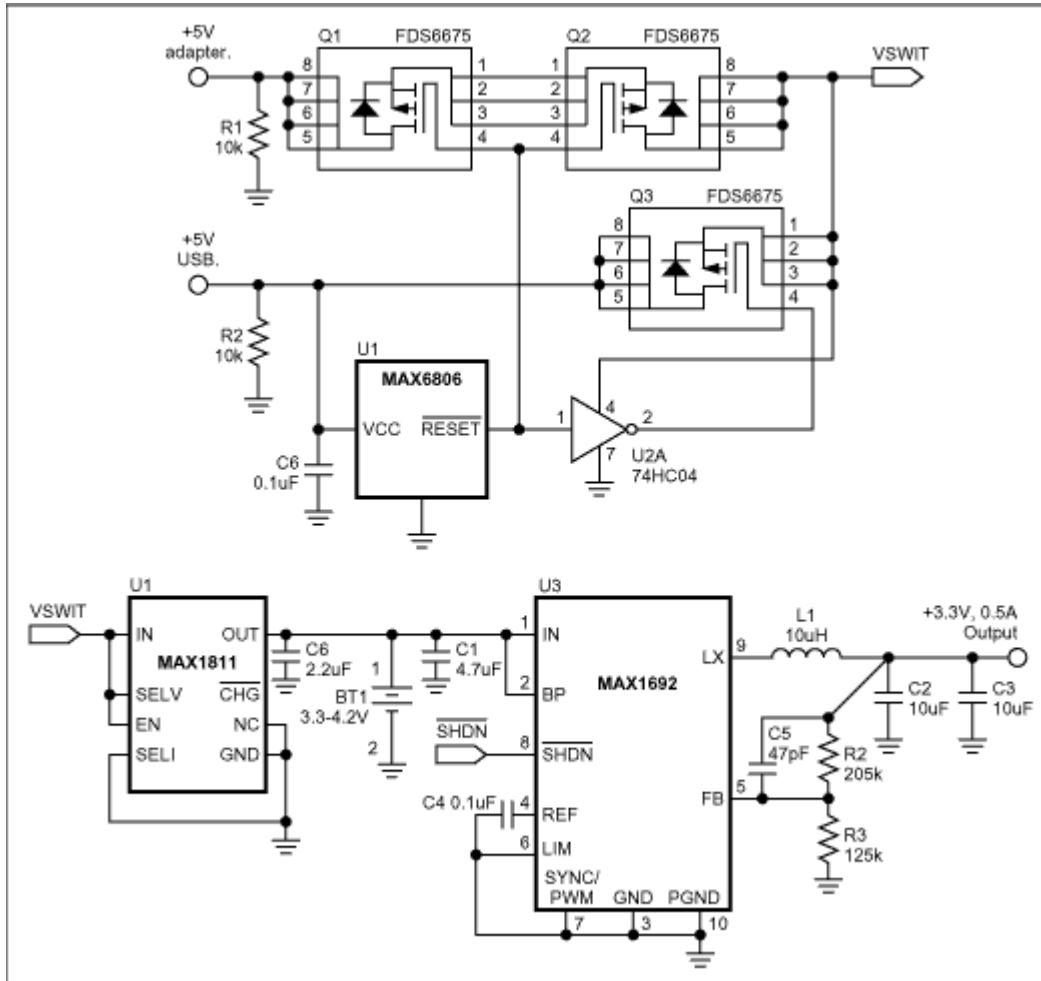 +5V
adapter.
Q1 FDS6675
Q2 FDS6675
VSWIT
8 1 1 8
7 2 2 7
6 3 3 6
5 4 4 5
R1
10k
Q3 FDS6675
+5V
USB.
8 1
7 2
6 3
5 4
R2
10k
U1
MAX6806
VCC RESET
1 4 2
7
U2A
74HC04
C6
0.1uF
VSWIT
U1
IN OUT
MAX1811
SELV CHG
EN NC
SELI GND
C6
2.2uF
1
BT1
3.3-4.2V
2
C1
4.7uF
U3
1 IN
2 BP
MAX1692
LX 9
SHDN
8 SHDN
C4 0.1uF 4 REF
6 LIM
SYNC/
PWM GND PGND
7 3 10
FB 5
L1
10uH
+3.3V, 0.5A
Output
C2
10uF
C3
10uF
C5
47pF
R2
205k
R3
125k